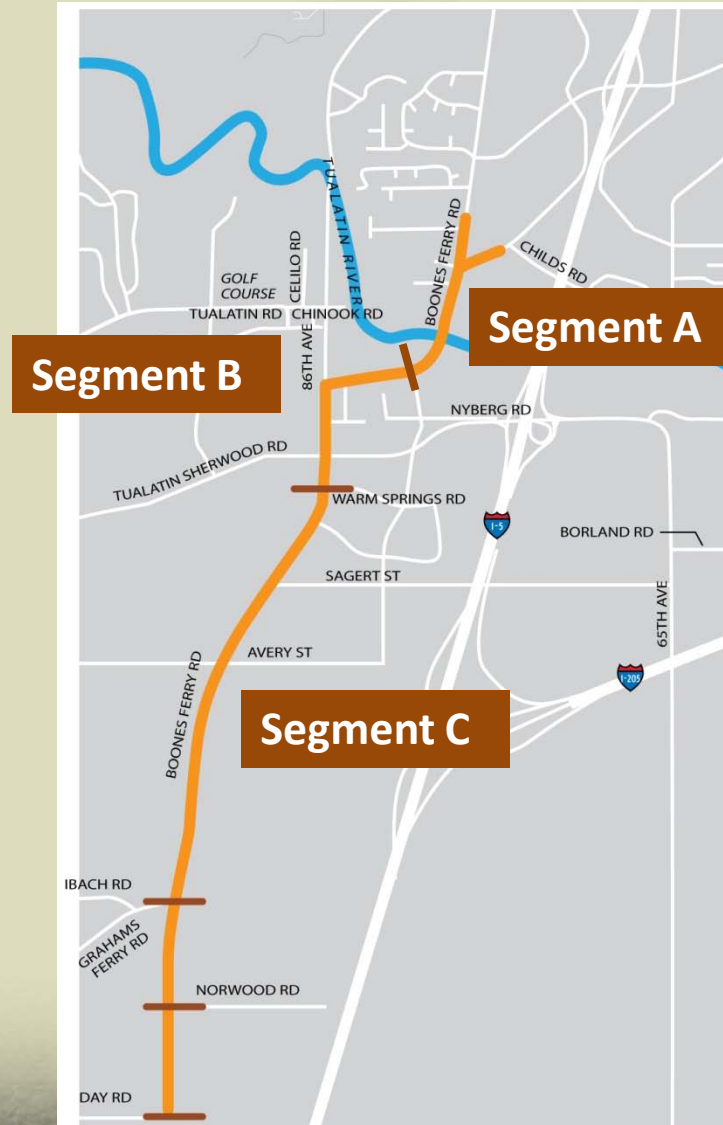 TUALATIN RIVER
BOONES FERRY RD
CHILDS RD
CELILO RD
GOLF
COURSE
TUALATIN RD
CHINOOK RD
Segment A
Segment B
86TH AVE
NYBERG RD
TUALATIN SHERWOOD RD
WARM SPRINGS RD
I-5
BORLAND RD
SAGERT ST
65TH AVE
AVERY ST
I-205
BOONES FERRY RD
Segment C
IBACH RD
GRAHAMS
FERRY RD
NORWOOD RD
DAY RD